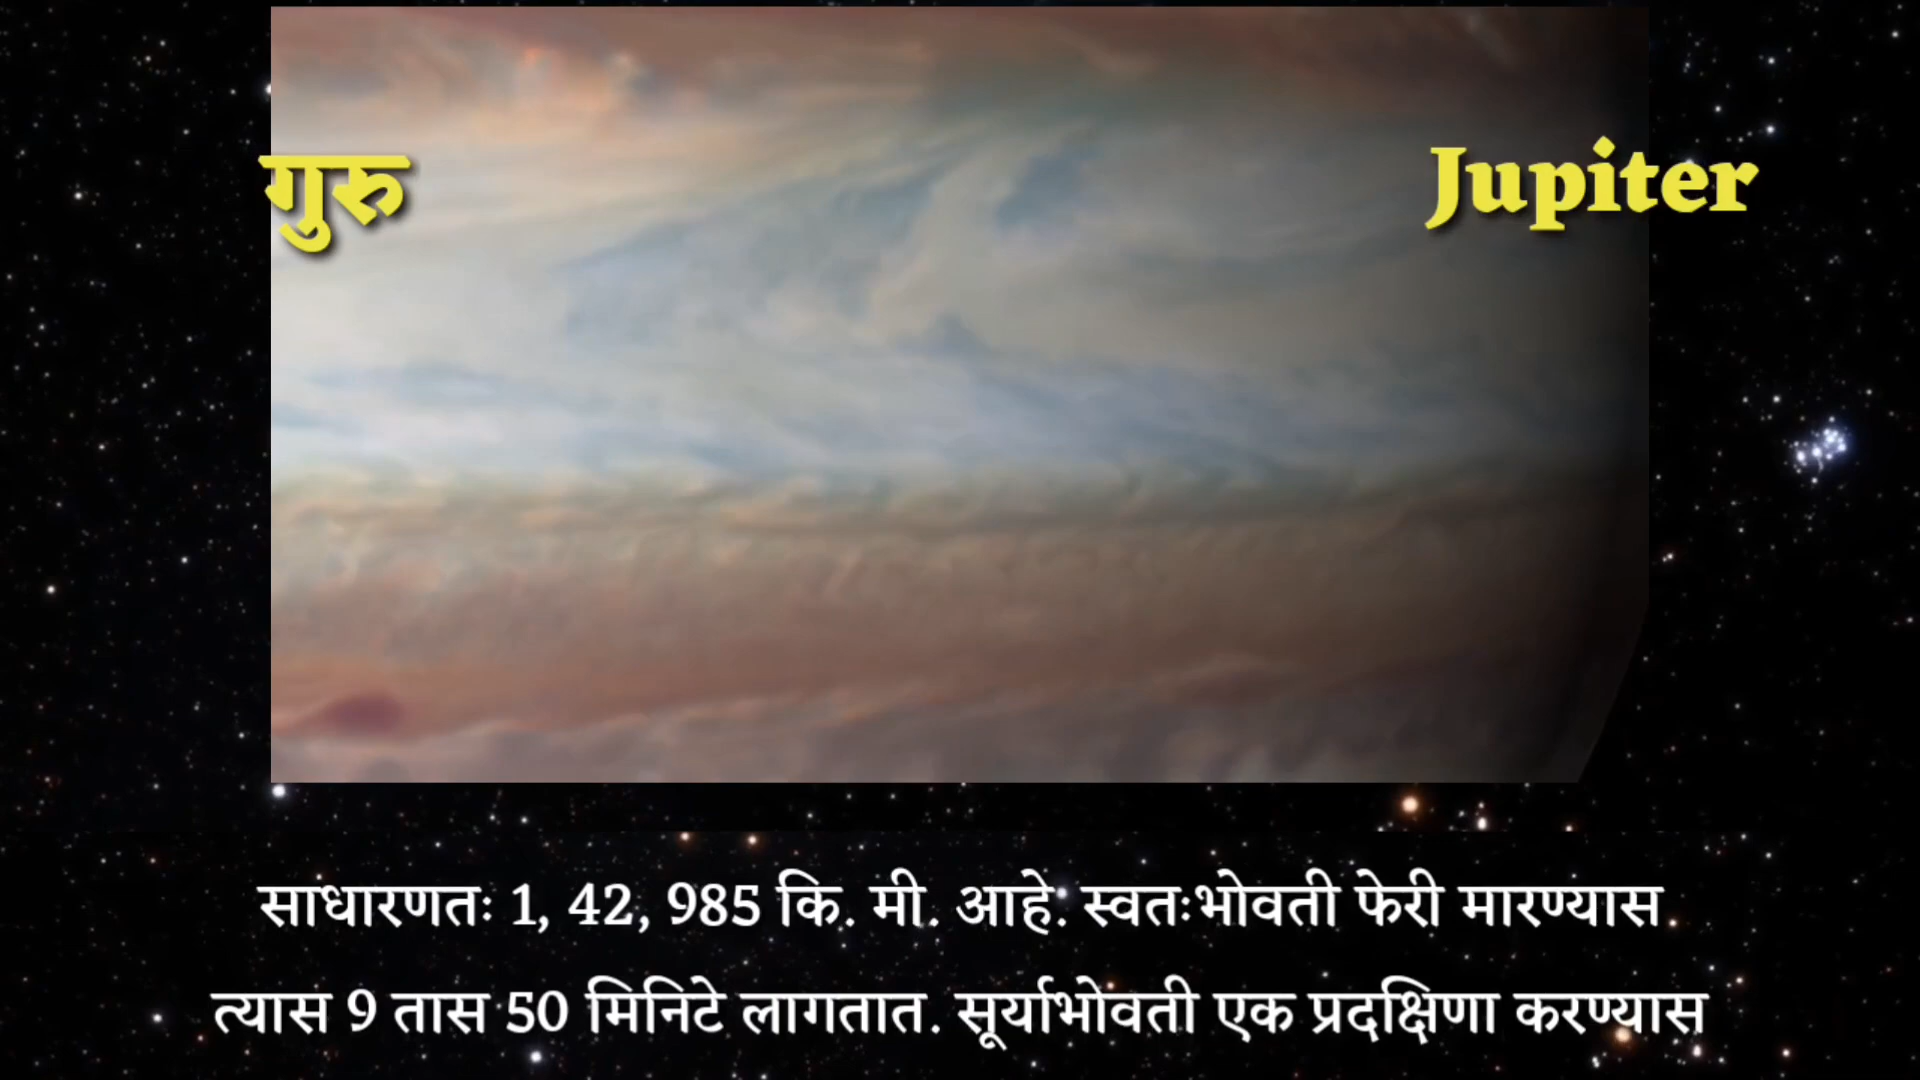 गुरु
Jupiter
साधारणतः 1, 42, 985 कि. मी. आहे. स्वतःभोवती फेरी मारण्यास
त्यास 9 तास 50 मिनिटे लागतात. सूर्याभोवती एक प्रदक्षिणा करण्यास